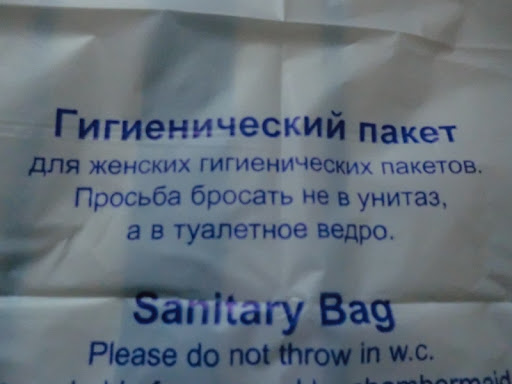 Гигиенический пакет
для женских гигиенических пакетов.
Просьба бросать не в унитаз,
а в туалетное ведро.
Sanitary Bag
Please do not throw in w.c.